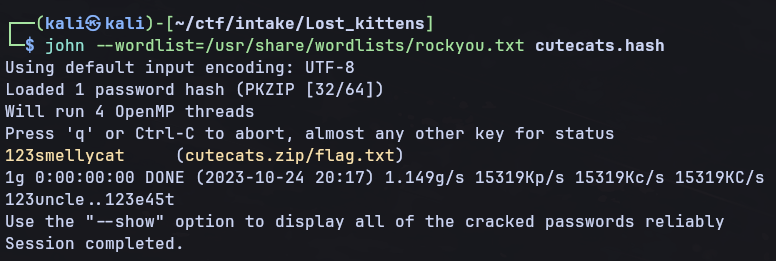 ┌──(kali㉿kali)-[~/ctf/intake/Lost_kittens]
└─$ john --wordlist=/usr/share/wordlists/rockyou.txt cutecats.hash
Using default input encoding: UTF-8
Loaded 1 password hash (PKZIP [32/64])
Will run 4 OpenMP threads
Press 'q' or Ctrl-C to abort, almost any other key for status
123smellycat     (cutecats.zip/flag.txt)
1g 0:00:00:00 DONE (2023-10-24 20:17) 1.149g/s 15319Kp/s 15319Kc/s 15319KC/s
123uncle..123e45t
Use the "--show" option to display all of the cracked passwords reliably
Session completed.